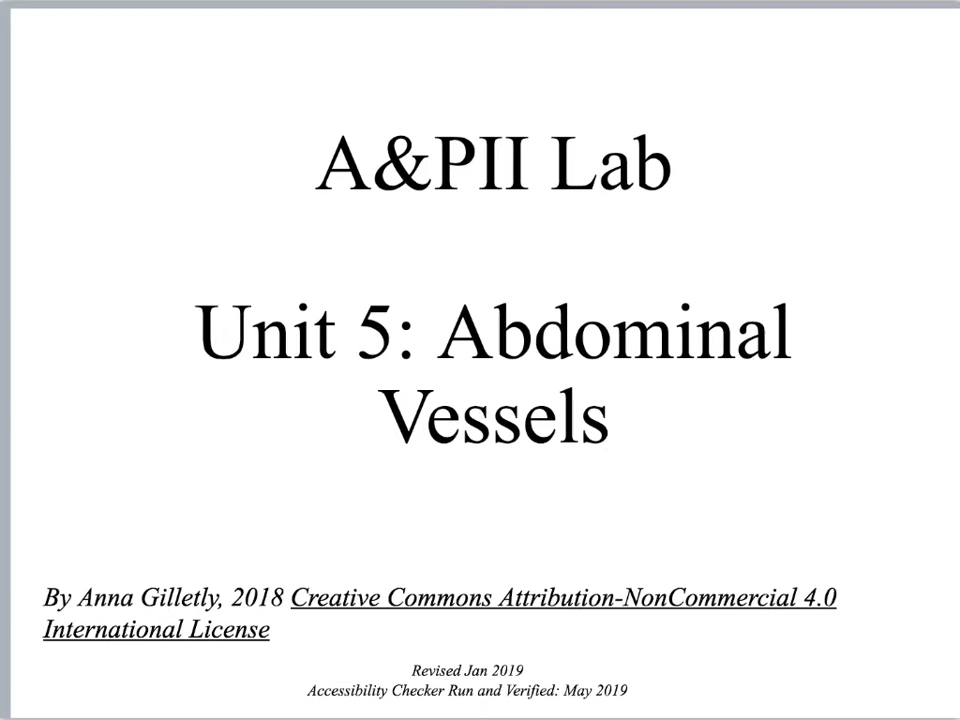 A&PII Lab
Unit 5: Abdominal
Vessels
By Anna Gilletly, 2018 Creative Commons Attribution-NonCommercial 4.0
International License
Revised Jan 2019
Accessibility Checker Run and Verified: May 2019